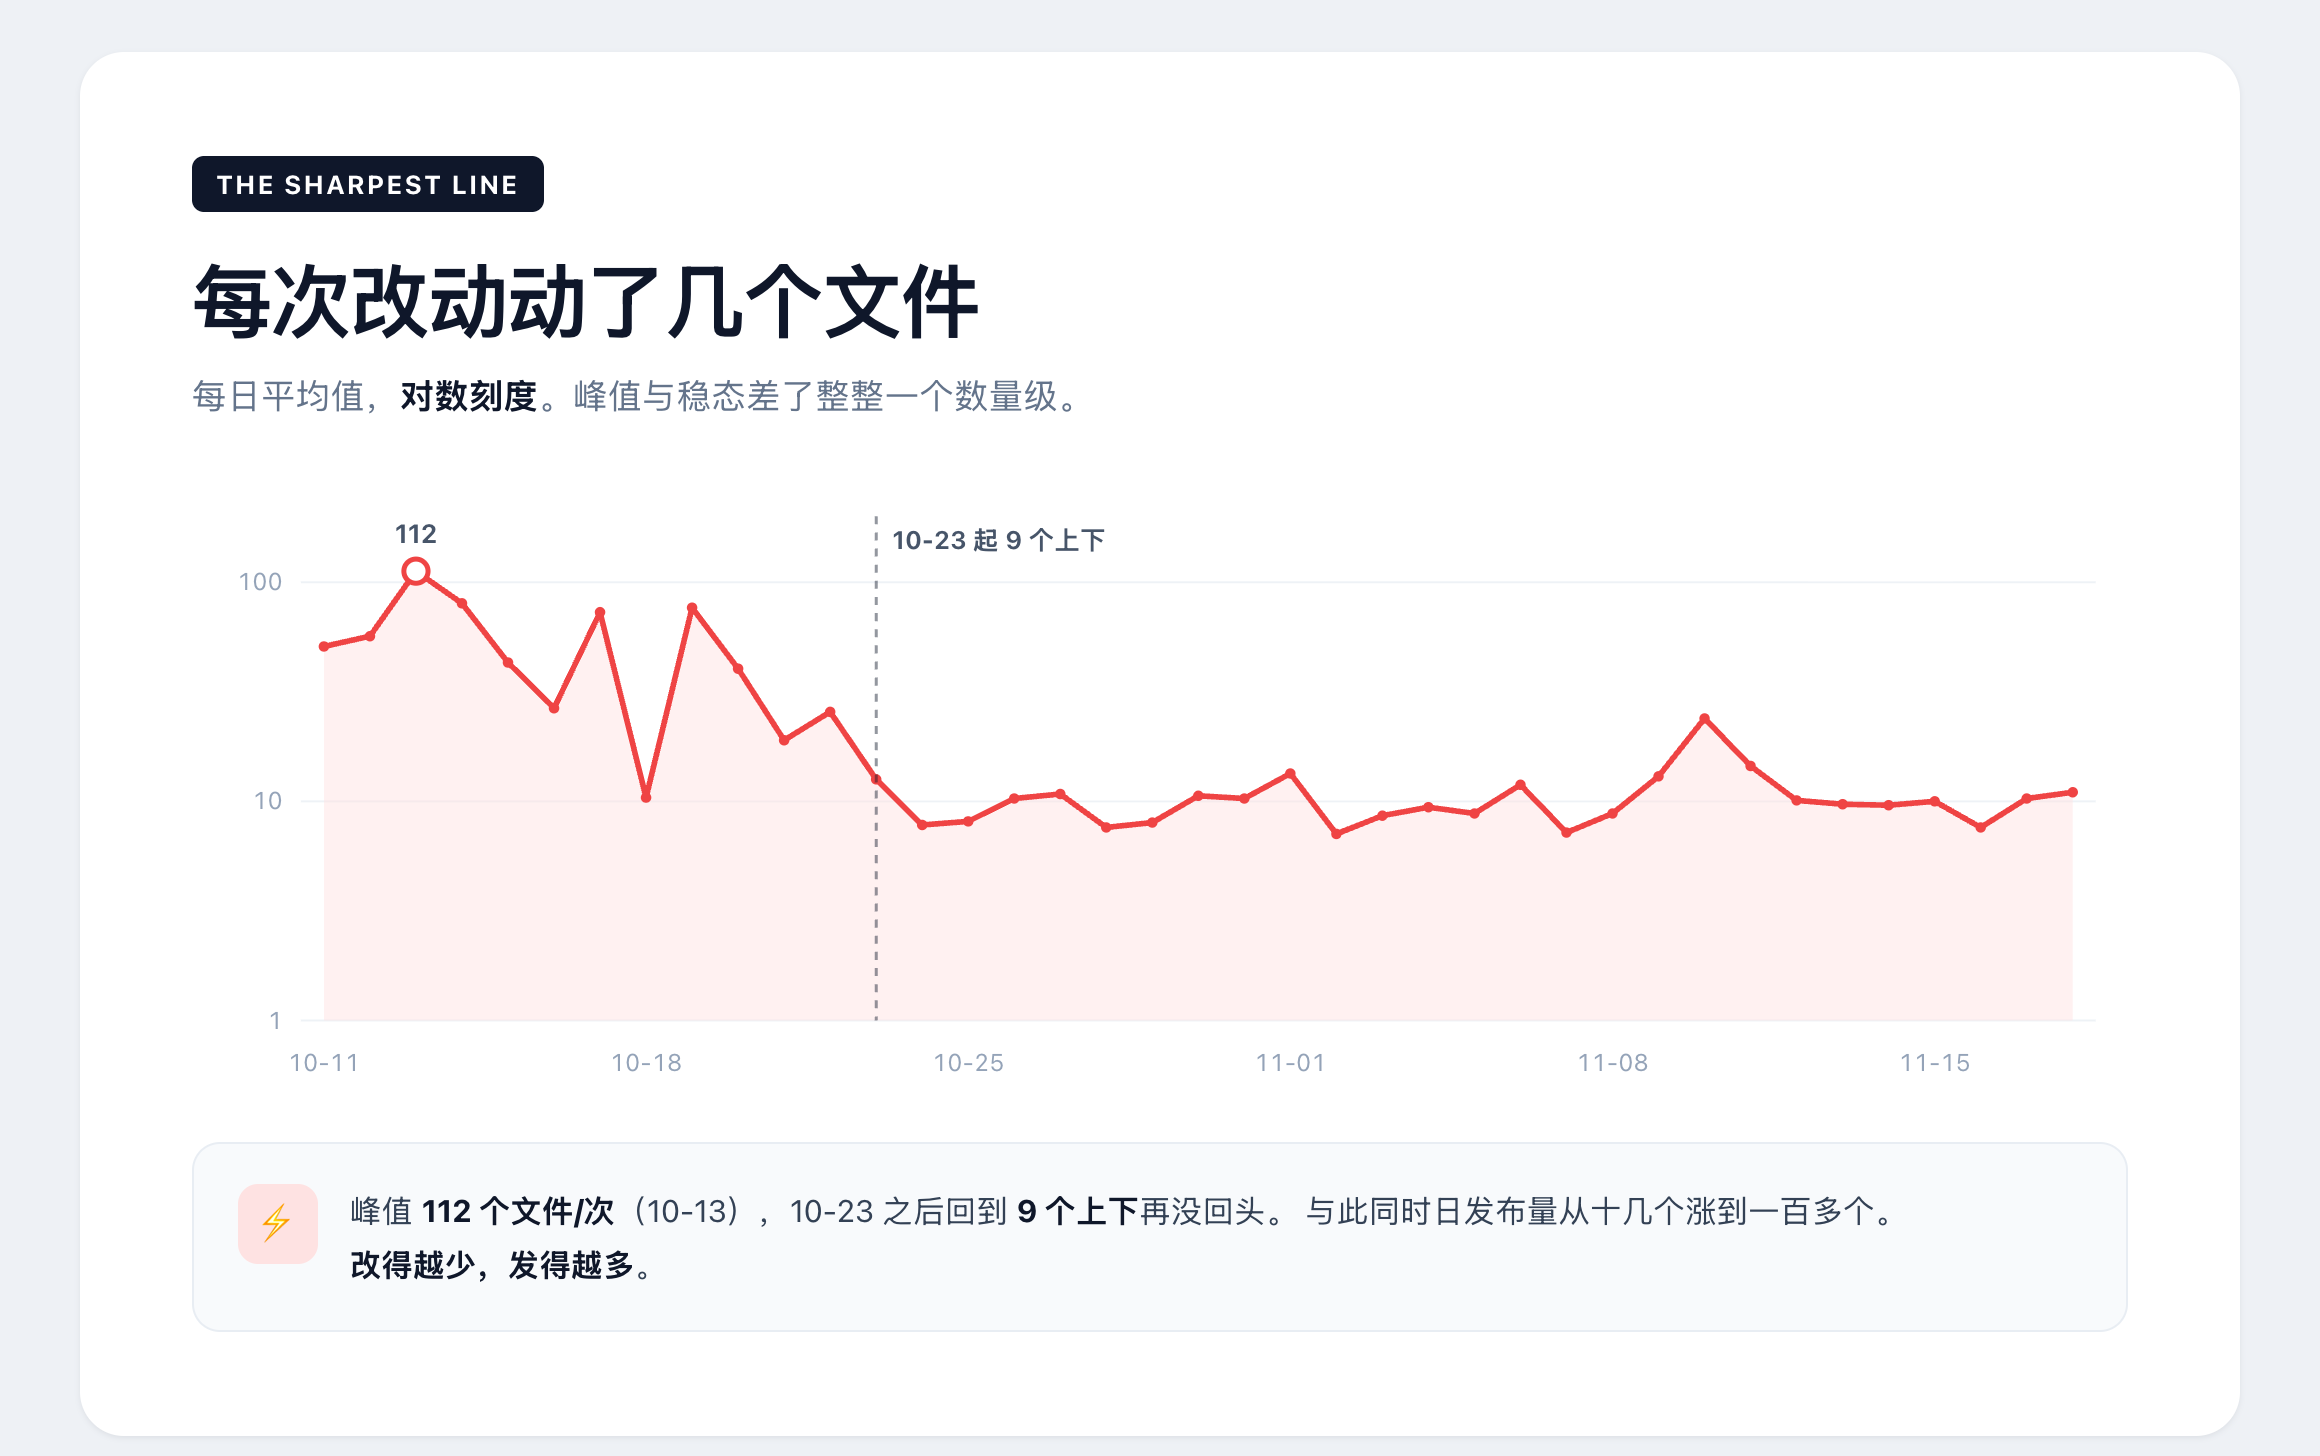 THE SHARPEST LINE
每次改动动了几个文件
每日平均值，对数刻度。峰值与稳态差了整整一个数量级。
112
10-23 起 9 个上下
100
10
1
10-11
10-18
10-25
11-01
11-08
11-15
⚡ 峰值 112 个文件/次（10-13），10-23 之后回到 9 个上下再没回头。 与此同时日发布量从十几个涨到一百多个。
改得越少，发得越多。